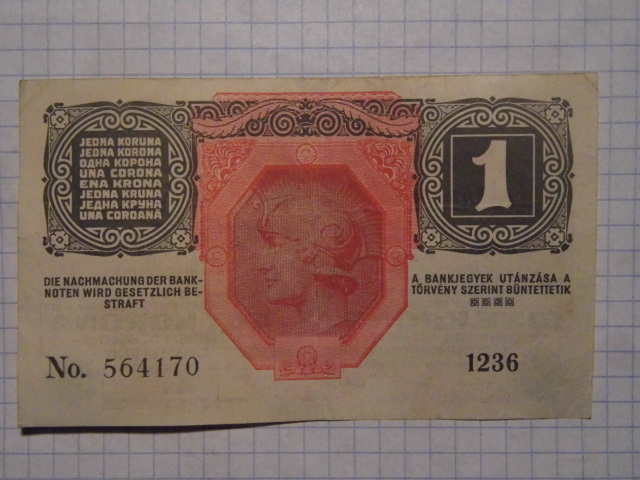 JEDNA KORUNA
JEDNA KORONA
ОДНА КОРОНА
UNA CORONA
ENA KRONA
JEDNA KRUNA
ЈЕДНА КРУНА
UNA COROANĂ
1
DIE NACHMACHUNG DER BANK-
NOTEN WIRD GESETZLICH BE-
STRAFT
A BANKJEGYEK UTÁNZÁSA A
TÖRVÉNY SZERINT BÜNTETTETIK
No. 564170
1236